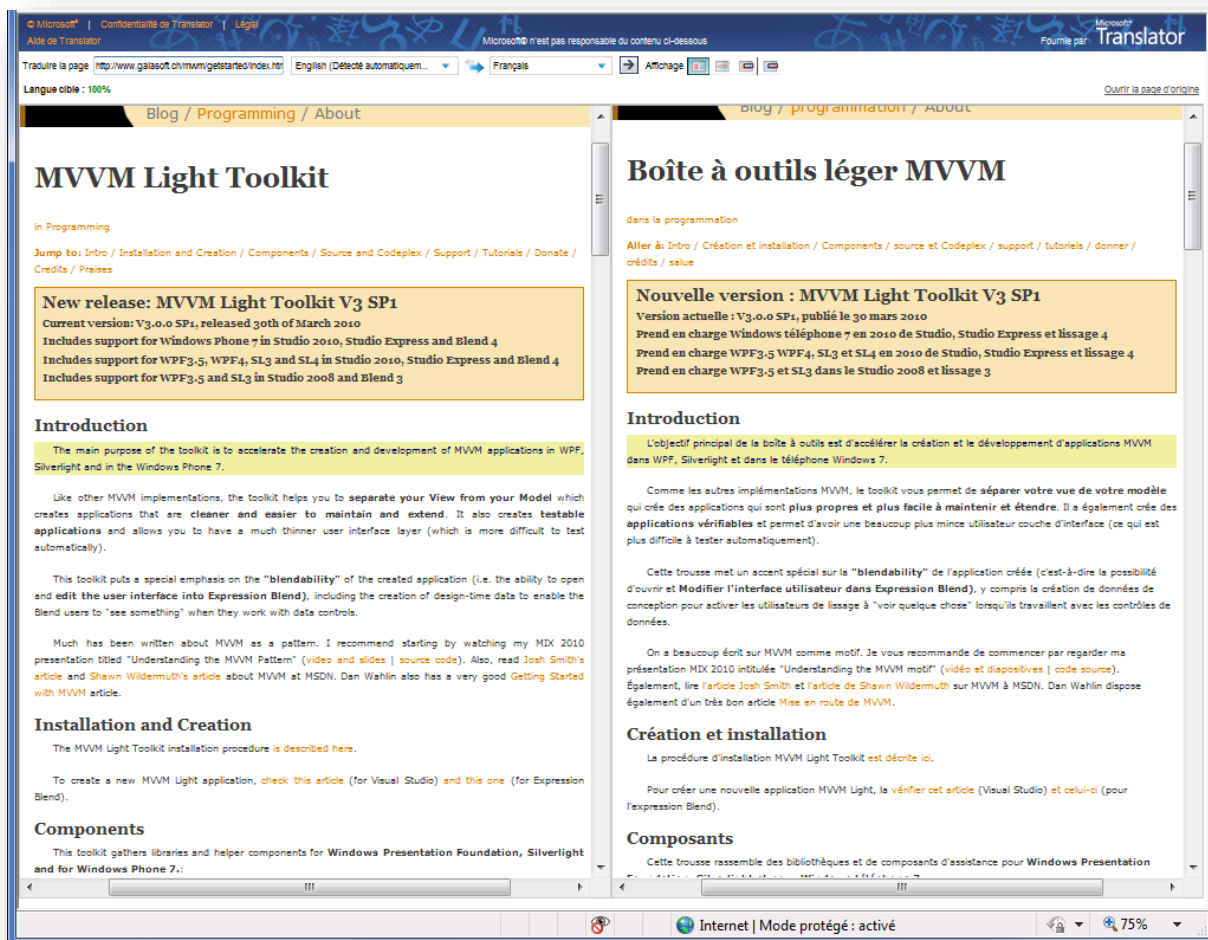 © Microsoft® | Confidentialité de Translator | Légal
Aide de Translator
Microsoft® n'est pas responsable du contenu ci-dessous
Fournie par Microsoft® Translator
Traduire la page http://www.galasoft.ch/mvvm/getstarted/index.htr English (Détecté automatiquem... Français Affichage
Langue cible : 100%
Ouvrir la page d'origine
Blog / Programming / About
MVVM Light Toolkit
in Programming
Jump to: Intro / Installation and Creation / Components / Source and Codeplex / Support / Tutorials / Donate /
Credits / Praises
New release: MVVM Light Toolkit V3 SP1
Current version: V3.0.0 SP1, released 30th of March 2010
Includes support for Windows Phone 7 in Studio 2010, Studio Express and Blend 4
Includes support for WPF3.5, WPF4, SL3 and SL4 in Studio 2010, Studio Express and Blend 4
Includes support for WPF3.5 and SL3 in Studio 2008 and Blend 3
Introduction
The main purpose of the toolkit is to accelerate the creation and development of MVVM applications in WPF,
Silverlight and in the Windows Phone 7.
Like other MVVM implementations, the toolkit helps you to separate your View from your Model which
creates applications that are cleaner and easier to maintain and extend. It also creates testable
applications and allows you to have a much thinner user interface layer (which is more difficult to test
automatically).
This toolkit puts a special emphasis on the "blendability" of the created application (i.e. the ability to open
and edit the user interface into Expression Blend), including the creation of design-time data to enable the
Blend users to "see something" when they work with data controls.
Much has been written about MVVM as a pattern. I recommend starting by watching my MIX 2010
presentation titled "Understanding the MVVM Pattern" (video and slides | source code). Also, read Josh Smith's
article and Shawn Wildermuth's article about MVVM at MSDN. Dan Wahlin also has a very good Getting Started
with MVVM article.
Installation and Creation
The MVVM Light Toolkit installation procedure is described here.
To create a new MVVM Light application, check this article (for Visual Studio) and this one (for Expression
Blend).
Components
This toolkit gathers libraries and helper components for Windows Presentation Foundation, Silverlight
and for Windows Phone 7.:
Blog / programmation / About
Boîte à outils léger MVVM
dans la programmation
Aller à: Intro / Création et installation / Components / source et Codeplex / support / tutoriels / donner /
crédits / salue
Nouvelle version : MVVM Light Toolkit V3 SP1
Version actuelle : V3.0.0 SP1, publié le 30 mars 2010
Prend en charge Windows téléphone 7 en 2010 de Studio, Studio Express et lissage 4
Prend en charge WPF3.5 WPF4, SL3 et SL4 en 2010 de Studio, Studio Express et lissage 4
Prend en charge WPF3.5 et SL3 dans le Studio 2008 et lissage 3
Introduction
L'objectif principal de la boîte à outils est d'accélérer la création et le développement d'applications MVVM
dans WPF, Silverlight et dans le téléphone Windows 7.
Comme les autres implémentations MVVM, le toolkit vous permet de séparer votre vue de votre modèle
qui crée des applications qui sont plus propres et plus facile à maintenir et étendre. Il a également crée des
applications vérifiables et permet d'avoir une beaucoup plus mince utilisateur couche d'interface (ce qui est
plus difficile à tester automatiquement).
Cette trousse met un accent spécial sur la "blendability" de l'application créée (c'est-à-dire la possibilité
d'ouvrir et Modifier l'interface utilisateur dans Expression Blend), y compris la création de données de
conception pour activer les utilisateurs de lissage à "voir quelque chose" lorsqu'ils travaillent avec les contrôles de
données.
On a beaucoup écrit sur MVVM comme motif. Je vous recommande de commencer par regarder ma
présentation MIX 2010 intitulée "Understanding the MVVM motif" (vidéo et diapositives | code source).
Également, lire l'article Josh Smith et l'article de Shawn Wildermuth sur MVVM à MSDN. Dan Wahlin dispose
également d'un très bon article Mise en route de MVVM.
Création et installation
La procédure d'installation MVVM Light Toolkit est décrite ici.
Pour créer une nouvelle application MVVM Light, la vérifier cet article (Visual Studio) et celui-ci (pour
l'expression Blend).
Composants
Cette trousse rassemble des bibliothèques et de composants d'assistance pour Windows Presentation
Internet | Mode protégé : activé
75%